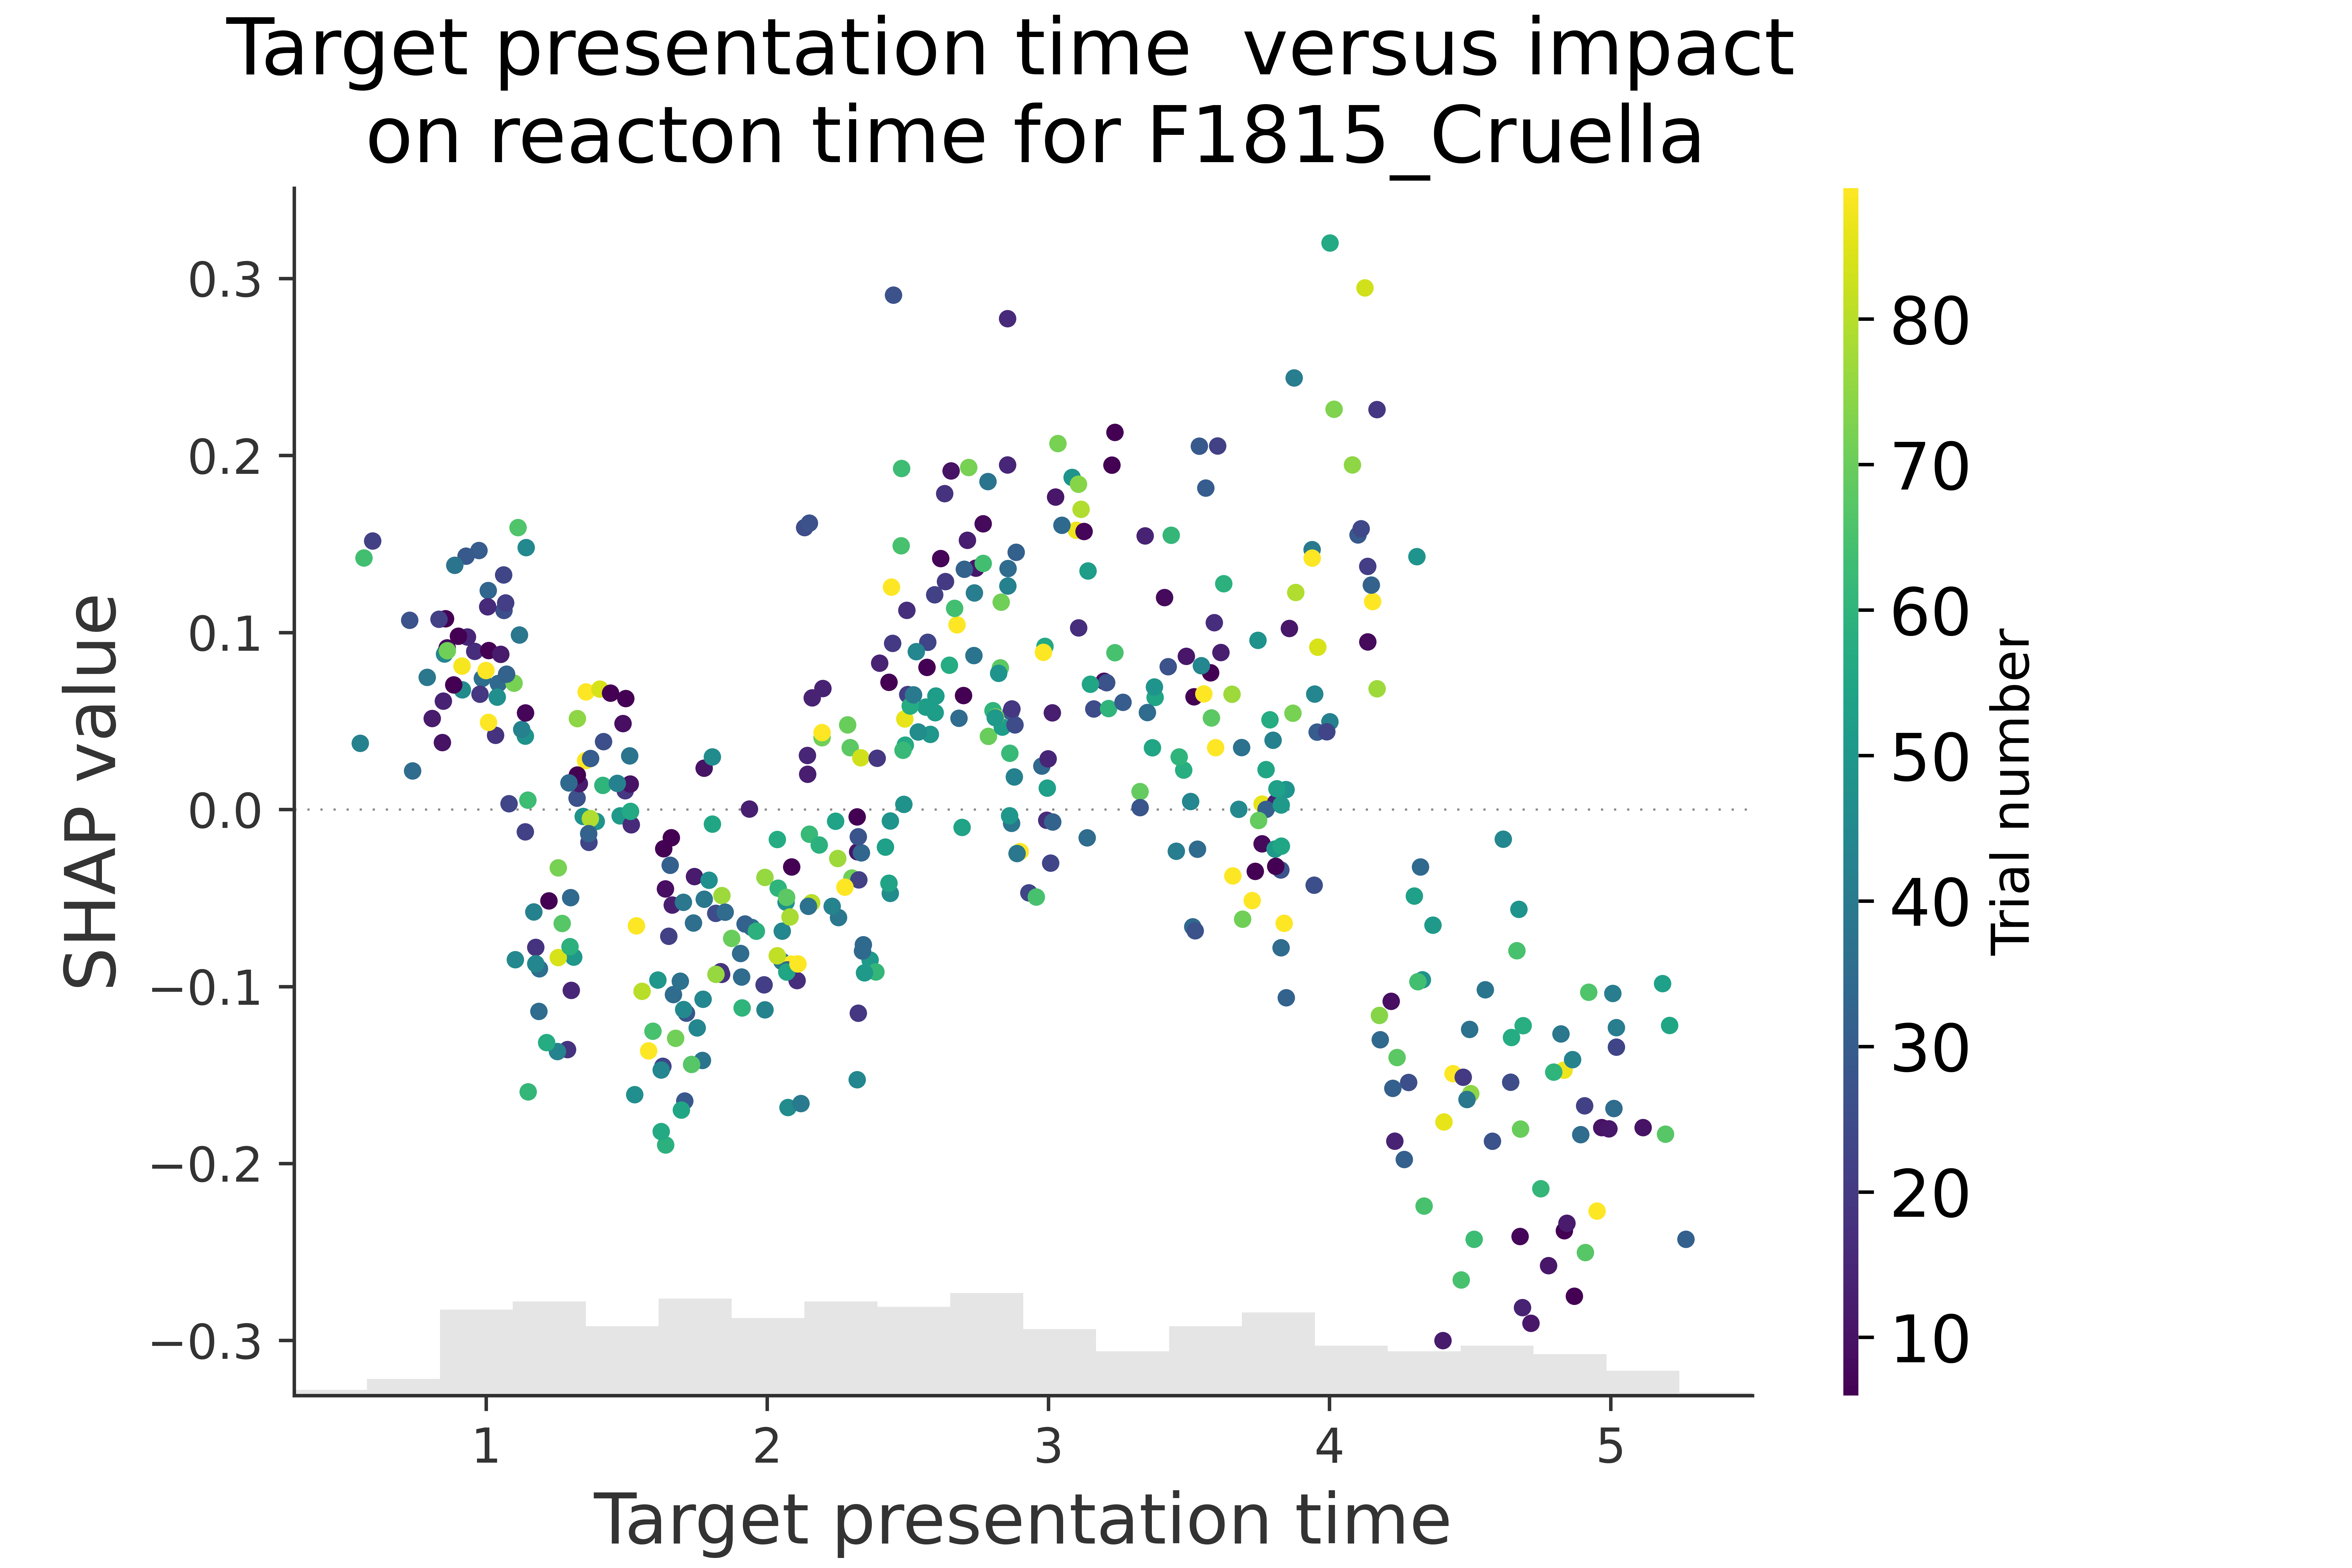 Target presentation time  versus impact
on reacton time for F1815_Cruella
SHAP value
0.3
0.2
0.1
0.0
−0.1
−0.2
−0.3
1 2 3 4 5
Target presentation time
80
70
60
50
40
30
20
10
Trial number